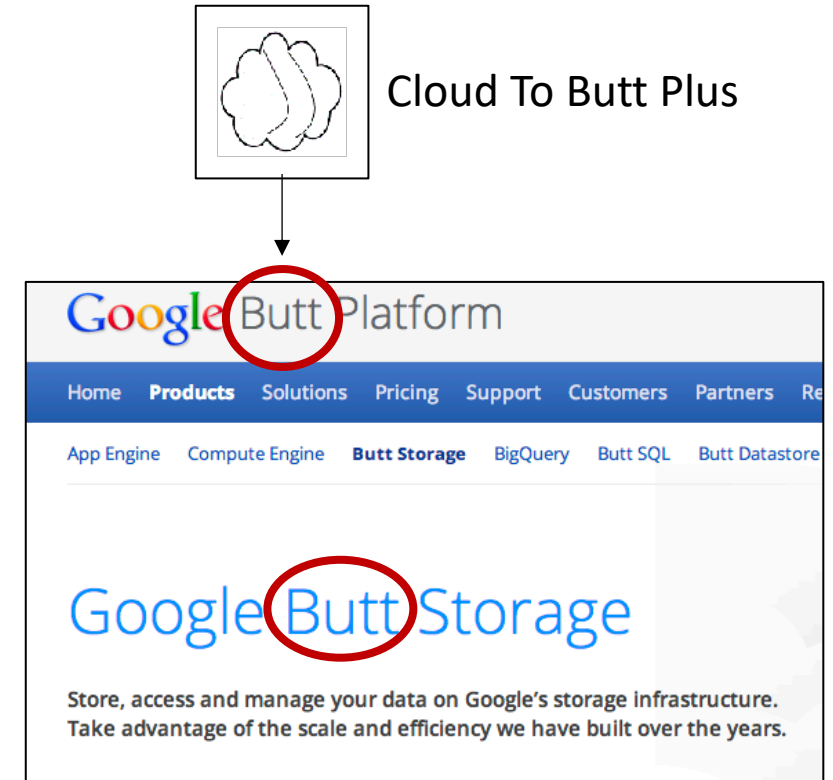 Cloud To Butt Plus
Google Butt Platform
Home Products Solutions Pricing Support Customers Partners Re
App Engine Compute Engine Butt Storage BigQuery Butt SQL Butt Datastore
Google Butt Storage
Store, access and manage your data on Google's storage infrastructure.
Take advantage of the scale and efficiency we have built over the years.